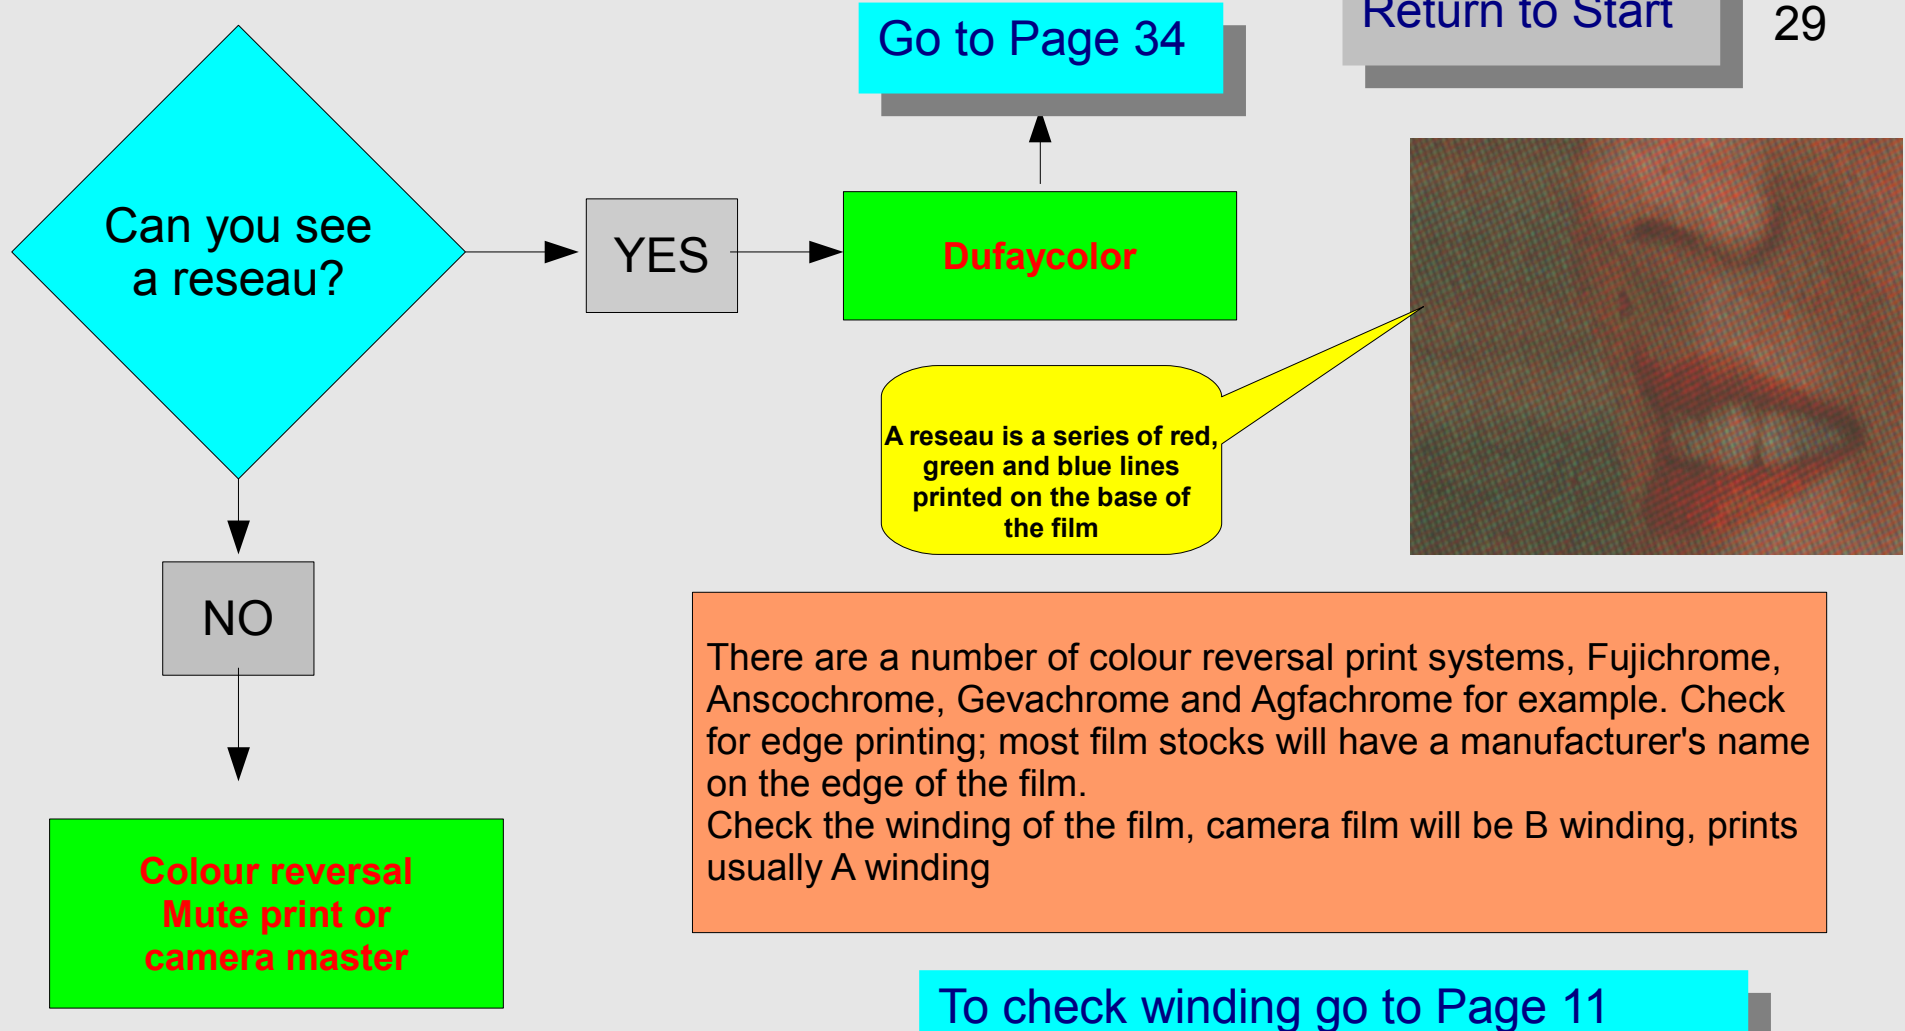 Go to Page 34
Return to Start
29
Can you see
a reseau?
YES
Dufaycolor
A reseau is a series of red,
green and blue lines
printed on the base of
the film
NO
There are a number of colour reversal print systems, Fujichrome,
Anscochrome, Gevachrome and Agfachrome for example. Check
for edge printing; most film stocks will have a manufacturer's name
on the edge of the film.
Check the winding of the film, camera film will be B winding, prints
usually A winding
Colour reversal
Mute print or
camera master
To check winding go to Page 11